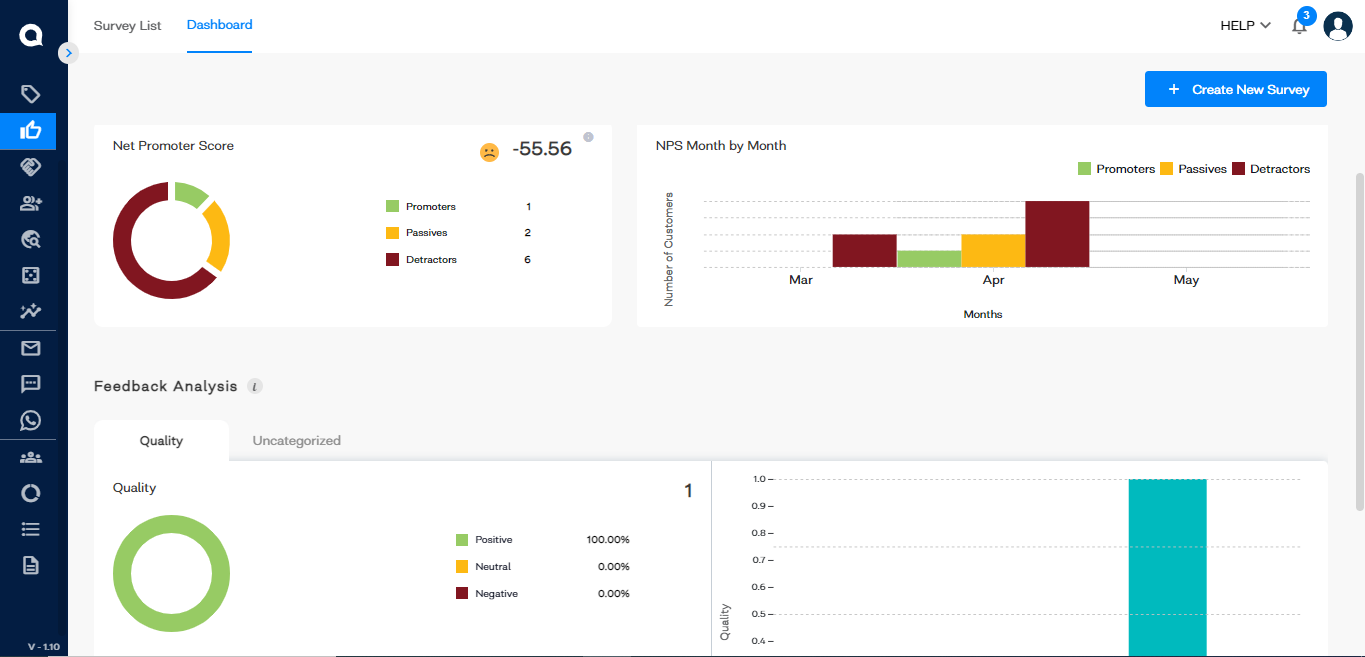 Survey List Dashboard HELP 3
+ Create New Survey
Net Promoter Score -55.56
Promoters 1
Passives 2
Detractors 6
NPS Month by Month
Promoters Passives Detractors
Number of Customers
Mar Apr May
Months
Feedback Analysis i
Quality Uncategorized
Quality 1
Positive 100.00%
Neutral 0.00%
Negative 0.00%
1.0
0.9
0.8
0.7
0.6
0.5
0.4
Quality
V - 1.10